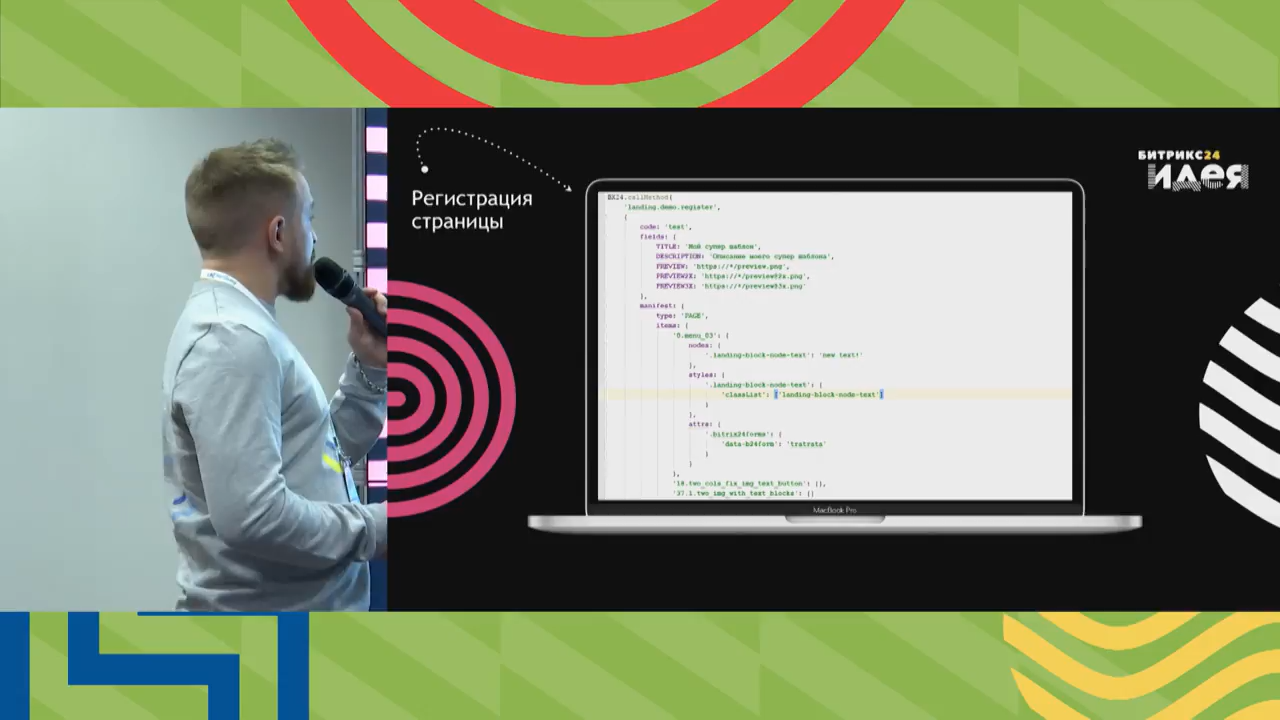 Регистрация
страницы
БИТРИКС24
идея
BX24.callMethod(
'landing.demo.register',
{
code: 'test',
fields: {
TITLE: 'Мой супер шаблон',
DESCRIPTION: 'Описание моего супер шаблона',
PREVIEW: 'https://*/preview.png',
PREVIEW2X: 'https://*/preview@2x.png',
PREVIEW3X: 'https://*/preview@3x.png'
},
manifest: {
type: 'PAGE',
items: {
'0.menu_03': {
nodes: {
'.landing-block-node-text': 'new text!'
},
styles: {
'.landing-block-node-text': {
'classList': ['landing-block-node-text']
}
},
attrs: {
'.bitrix24forms': {
'data-b24form': 'tratrata'
}
}
},
'18.two_cols_fix_img_text_button': {},
'37.1.two_img_with_text_blocks': {}
MacBook Pro